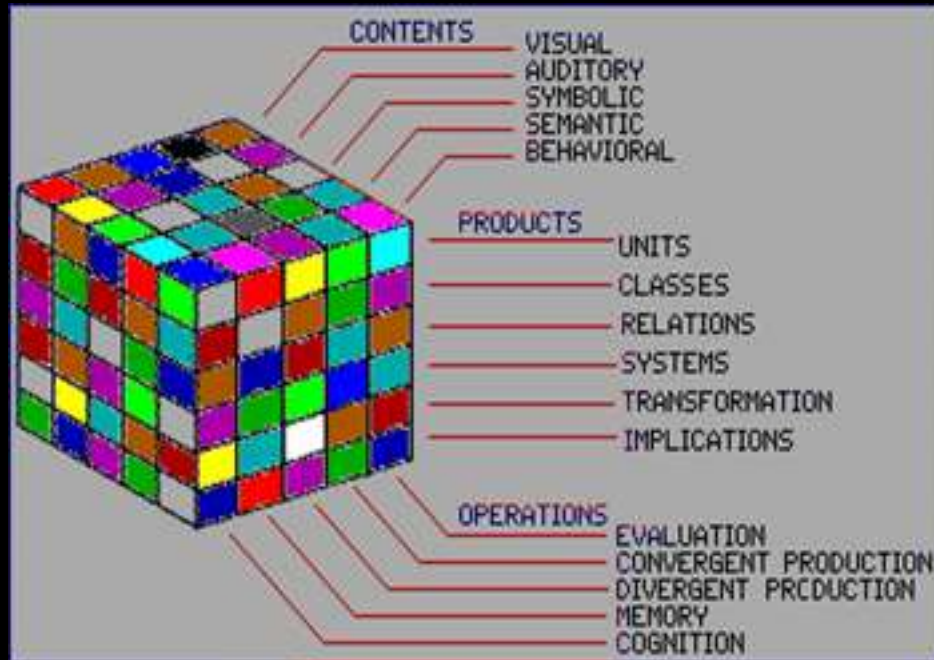 CONTENTS
VISUAL
AUDITORY
SYMBOLIC
SEMANTIC
BEHAVIORAL
PRODUCTS
UNITS
CLASSES
RELATIONS
SYSTEMS
TRANSFORMATION
IMPLICATIONS
OPERATIONS
EVALUATION
CONVERGENT PRODUCTION
DIVERGENT PRCDUCTION
MEMORY
COGNITION